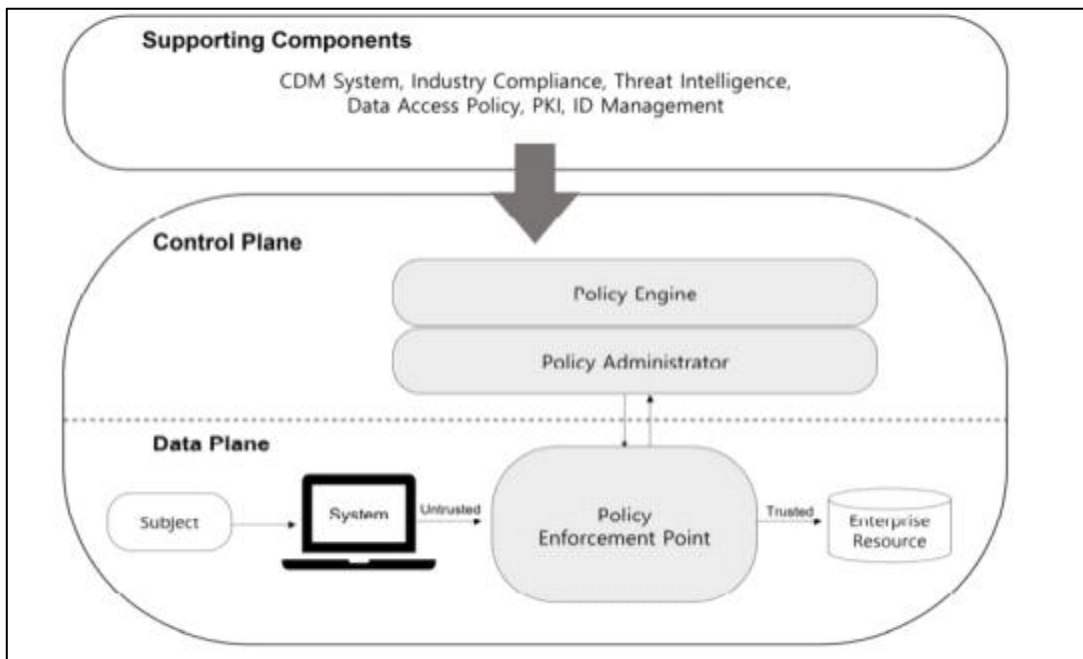 Supporting Components
CDM System, Industry Compliance, Threat Intelligence,
Data Access Policy, PKI, ID Management
Control Plane
Policy Engine
Policy Administrator
Data Plane
Subject
System
Untrusted
Policy
Enforcement Point
Trusted
Enterprise
Resource